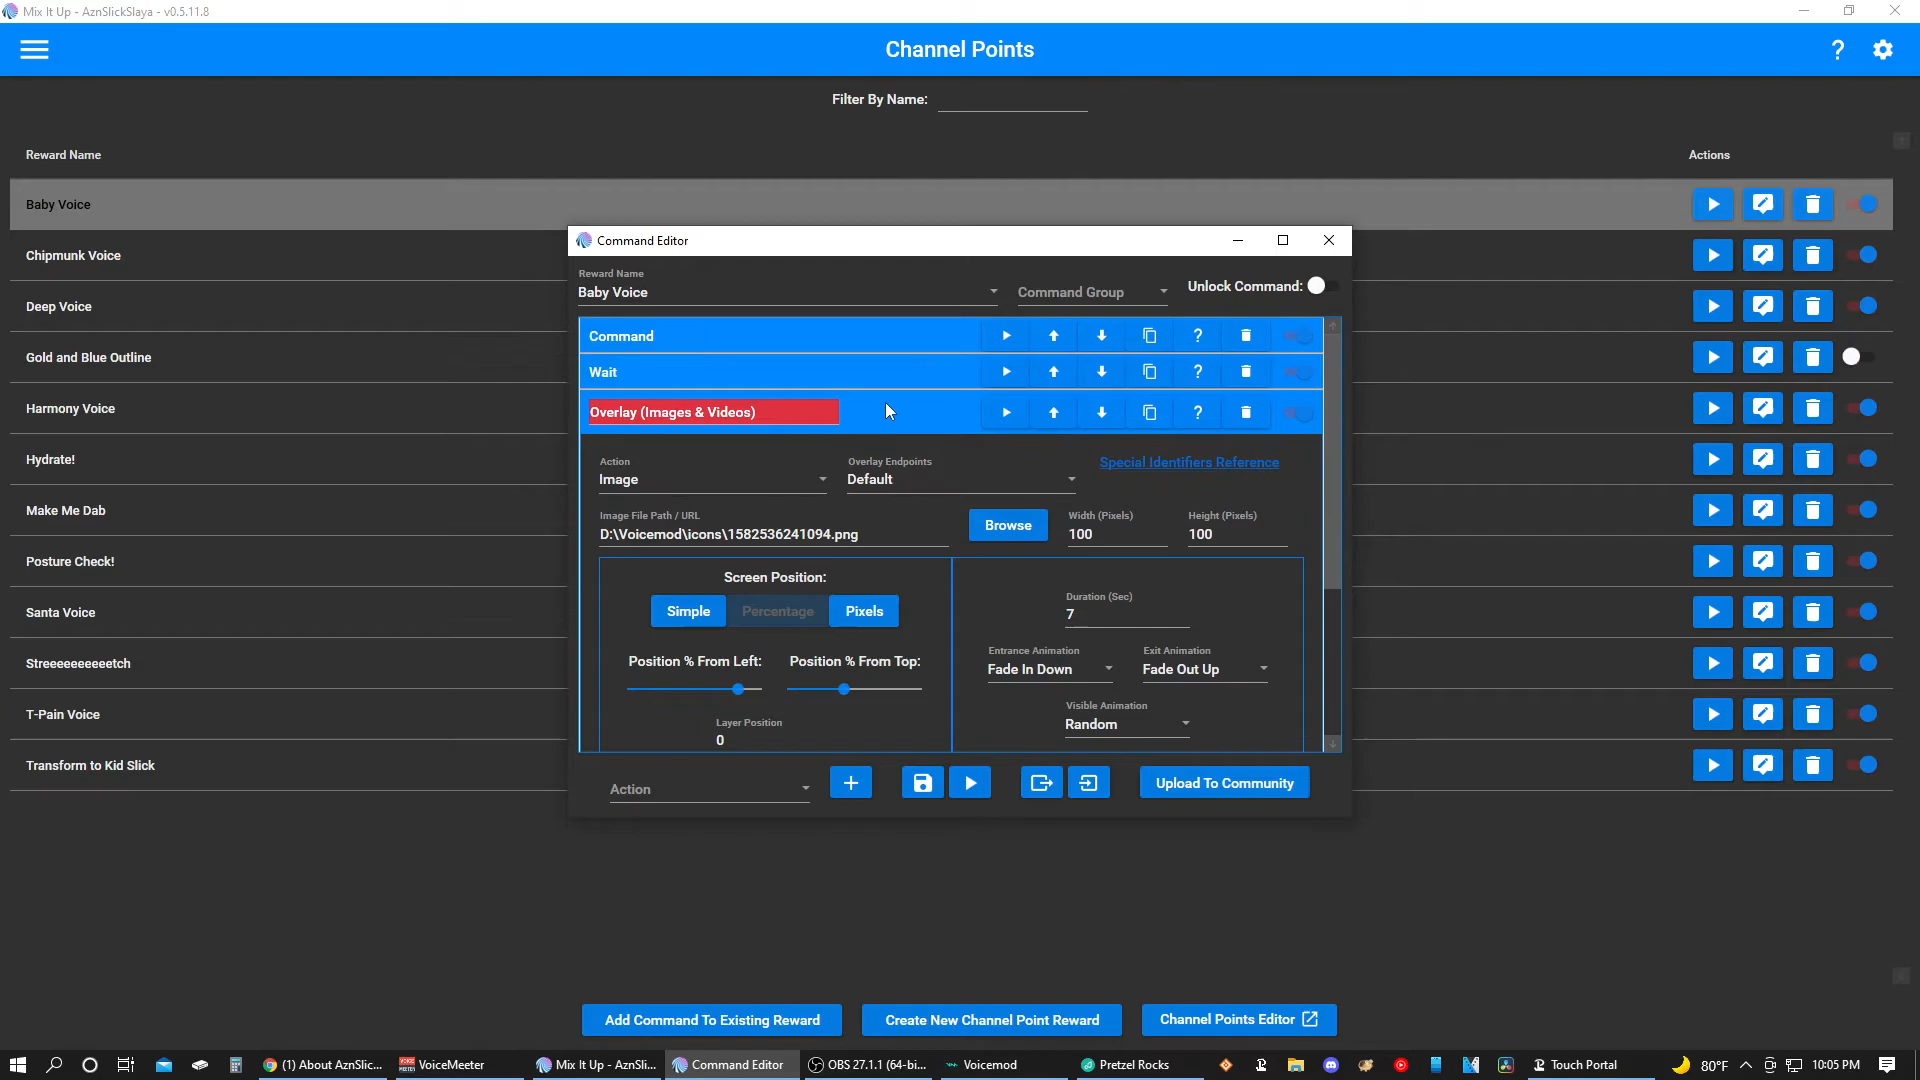 Mix It Up - AznSlickSlaya - v0.5.11.8
Channel Points
?
Filter By Name:
Reward Name
Actions
Baby Voice
Chipmunk Voice
Deep Voice
Gold and Blue Outline
Harmony Voice
Hydrate!
Make Me Dab
Posture Check!
Santa Voice
Streeeeeeeeeetch
T-Pain Voice
Transform to Kid Slick
Command Editor
Reward Name
Baby Voice
Command Group
Unlock Command:
Command
?
Wait
?
Overlay (Images & Videos)
?
Action
Image
Overlay Endpoints
Default
Special Identifiers Reference
Image File Path / URL
D:\Voicemod\icons\1582536241094.png
Browse
Width (Pixels)
100
Height (Pixels)
100
Screen Position:
Simple
Percentage
Pixels
Position % From Left:
Position % From Top:
Layer Position
0
Duration (Sec)
7
Entrance Animation
Fade In Down
Exit Animation
Fade Out Up
Visible Animation
Random
Action
Upload To Community
Add Command To Existing Reward
Create New Channel Point Reward
Channel Points Editor
(1) About AznSlic...
VoiceMeeter
Mix It Up - AznSli...
Command Editor
OBS 27.1.1 (64-bi...
Voicemod
Pretzel Rocks
Touch Portal
80°F
10:05 PM